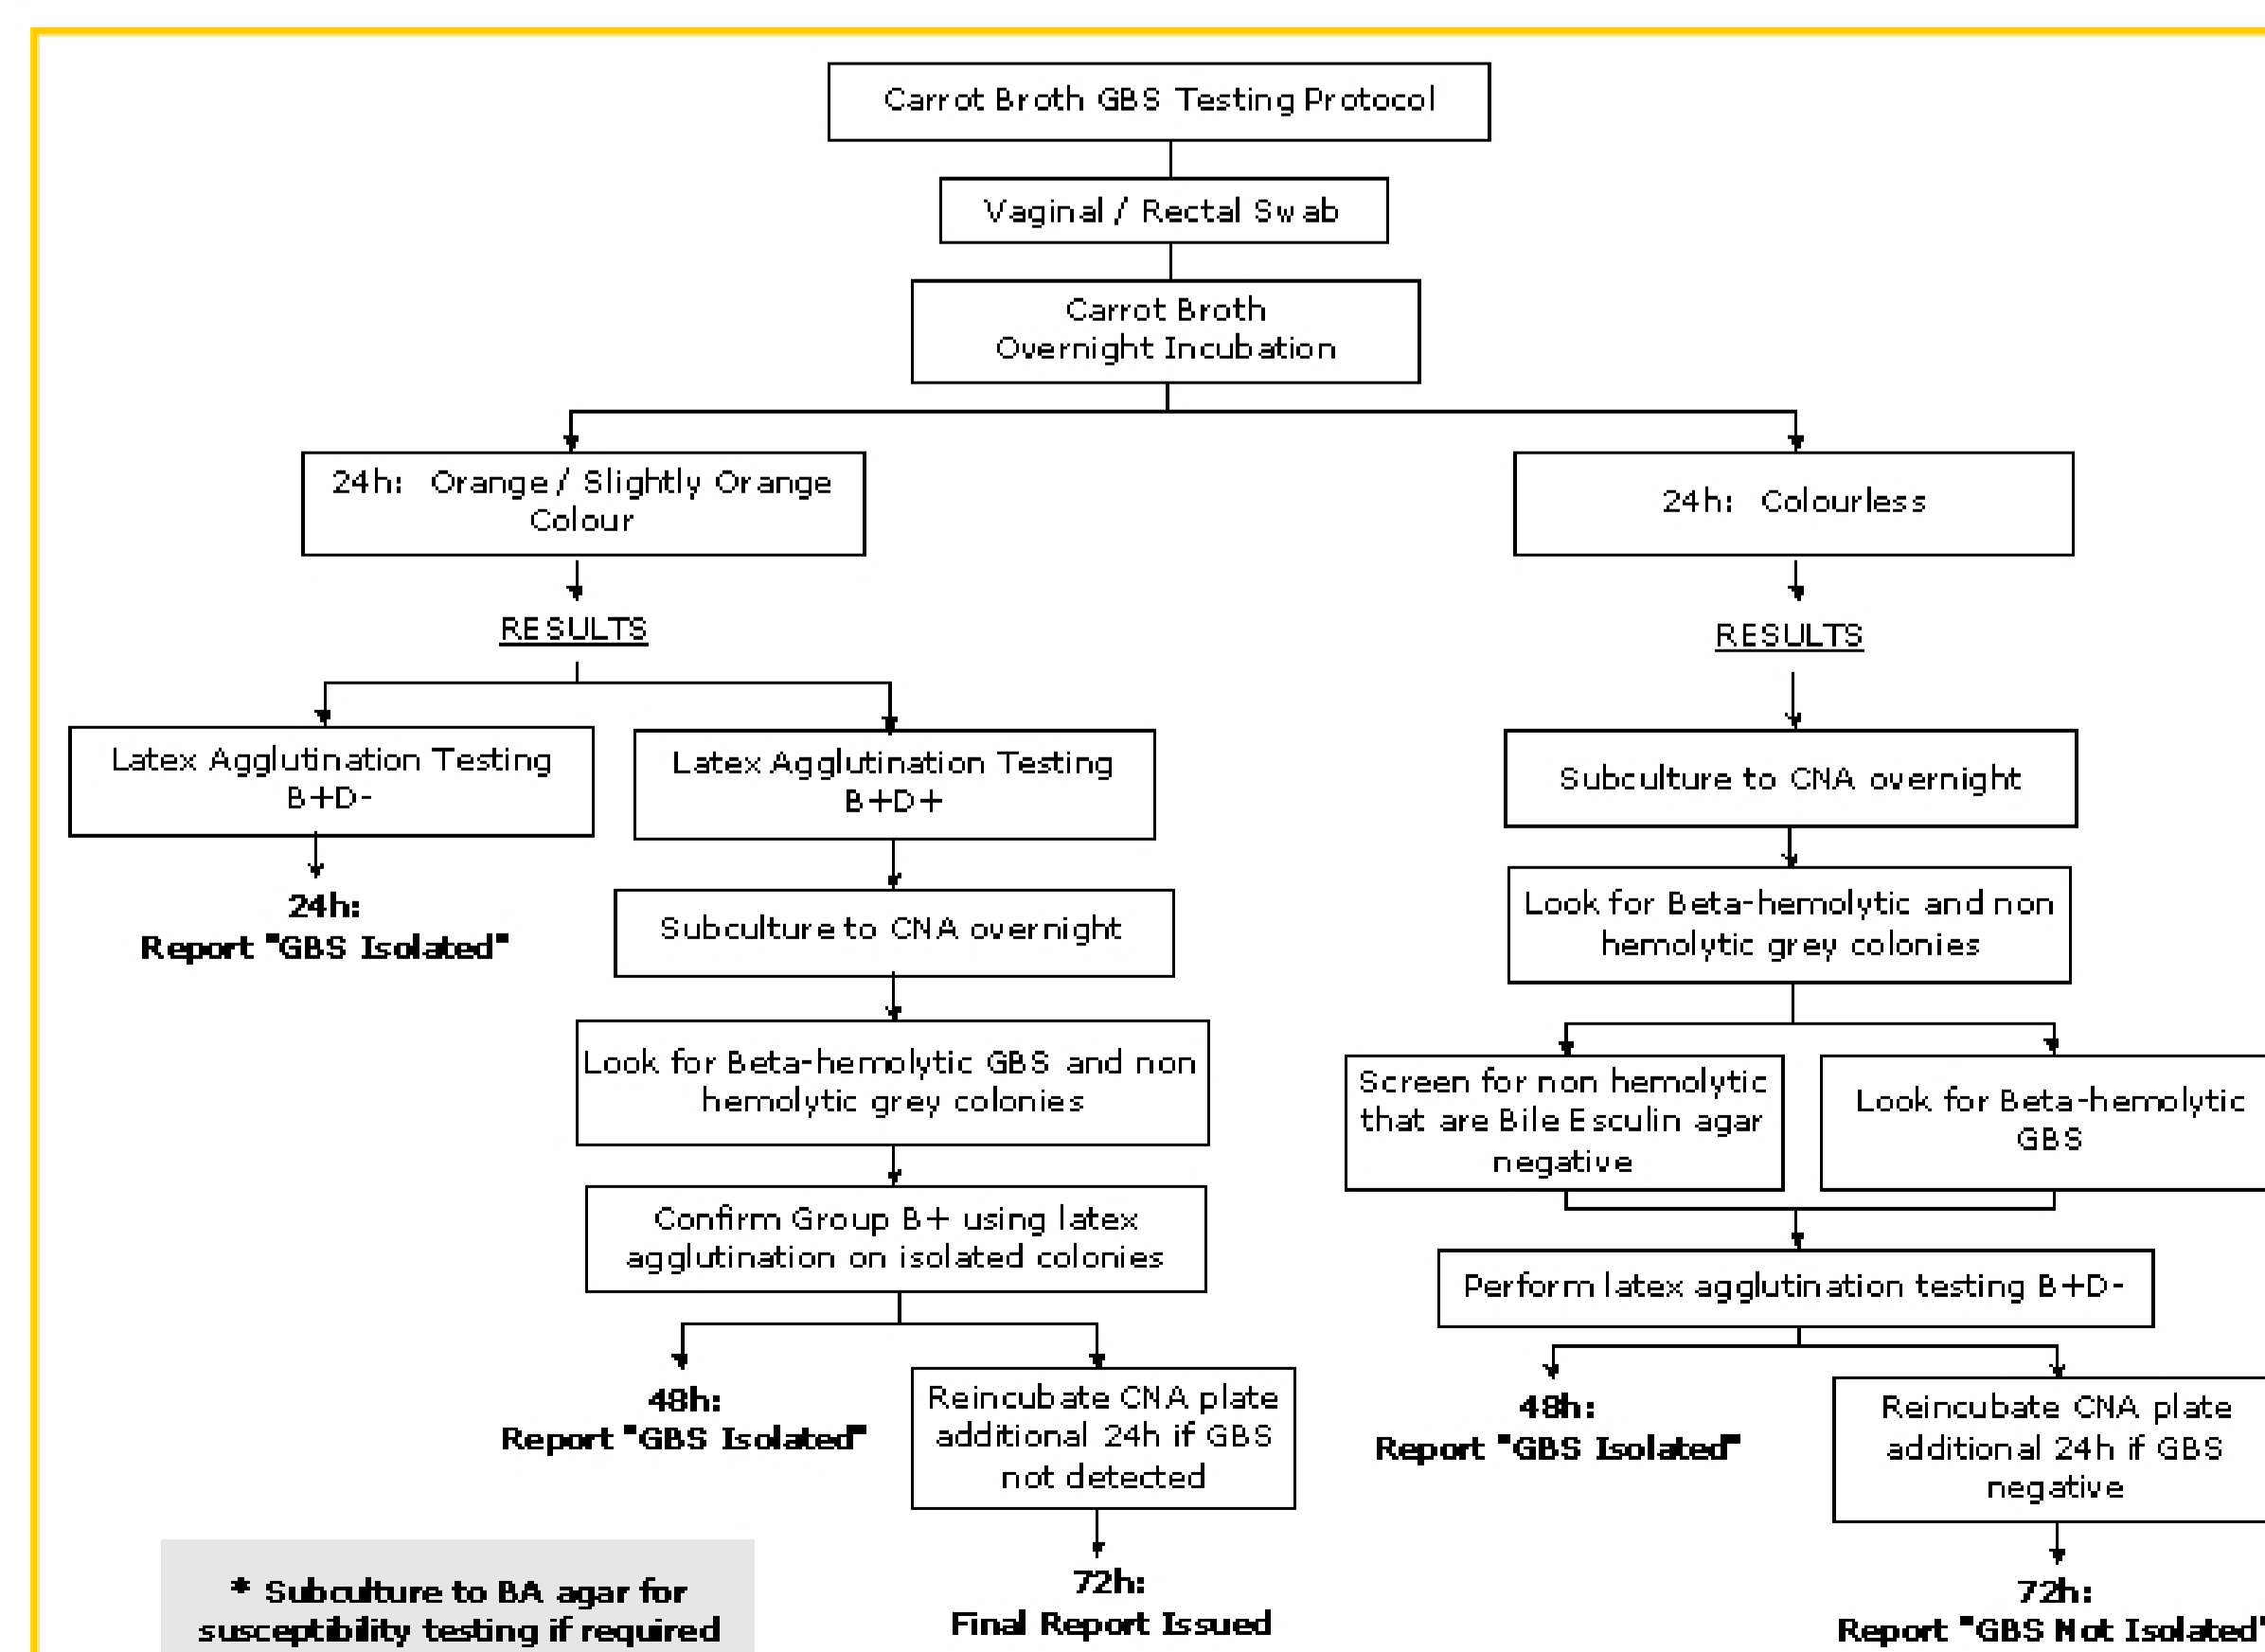 Carrot Broth GBS Testing Protocol
Vaginal / Rectal Swab
Carrot Broth
Overnight Incubation
24h: Orange / Slightly Orange
Colour
RESULTS
Latex Agglutination Testing
B+D-
24h:
Report "GBS Isolated"
Latex Agglutination Testing
B+D+
Subculture to CNA overnight
Look for Beta-hemolytic GBS and non
hemolytic grey colonies
Confirm Group B+ using latex
agglutination on isolated colonies
48h:
Report "GBS Isolated"
Reincubate CNA plate
additional 24h if GBS
not detected
72h:
Final Report Issued
24h: Colourless
RESULTS
Subculture to CNA overnight
Look for Beta-hemolytic and non
hemolytic grey colonies
Screen for non hemolytic
that are Bile Esculin agar
negative
Look for Beta-hemolytic
GBS
Perform latex agglutination testing B+D-
48h:
Report "GBS Isolated"
Reincubate CNA plate
additional 24h if GBS
negative
72h:
Report "GBS Not Isolated"
* Subculture to BA agar for
susceptibility testing if required